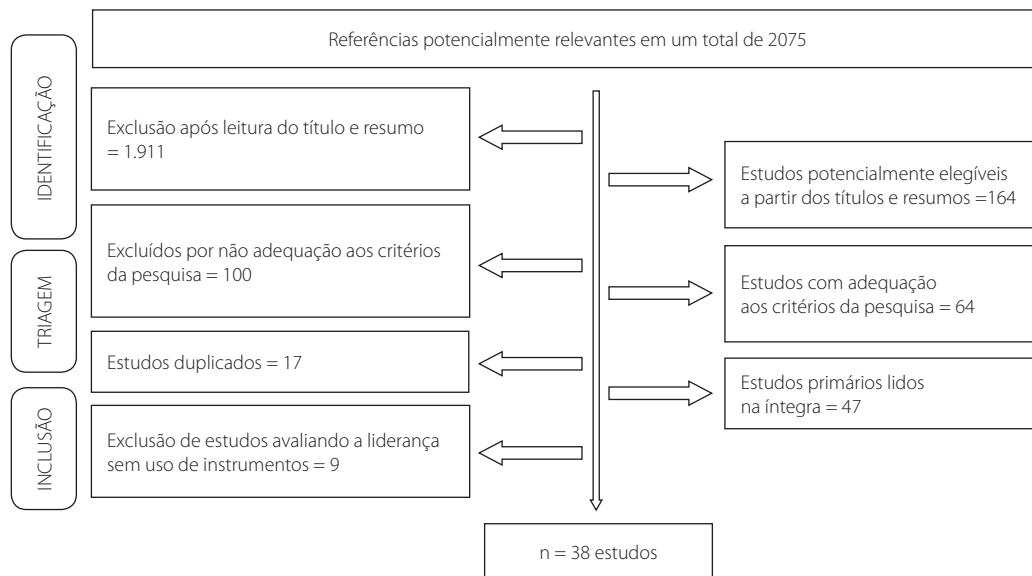 Referências potencialmente relevantes em um total de 2075
IDENTIFICAÇÃO
Exclusão após leitura do título e resumo
= 1.911
Estudos potencialmente elegíveis
a partir dos títulos e resumos =164
Excluídos por não adequação aos critérios
da pesquisa = 100
TRIAGEM
Estudos com adequação
aos critérios da pesquisa = 64
Estudos duplicados = 17
Estudos primários lidos
na íntegra = 47
INCLUSÃO
Exclusão de estudos avaliando a liderança
sem uso de instrumentos = 9
n = 38 estudos